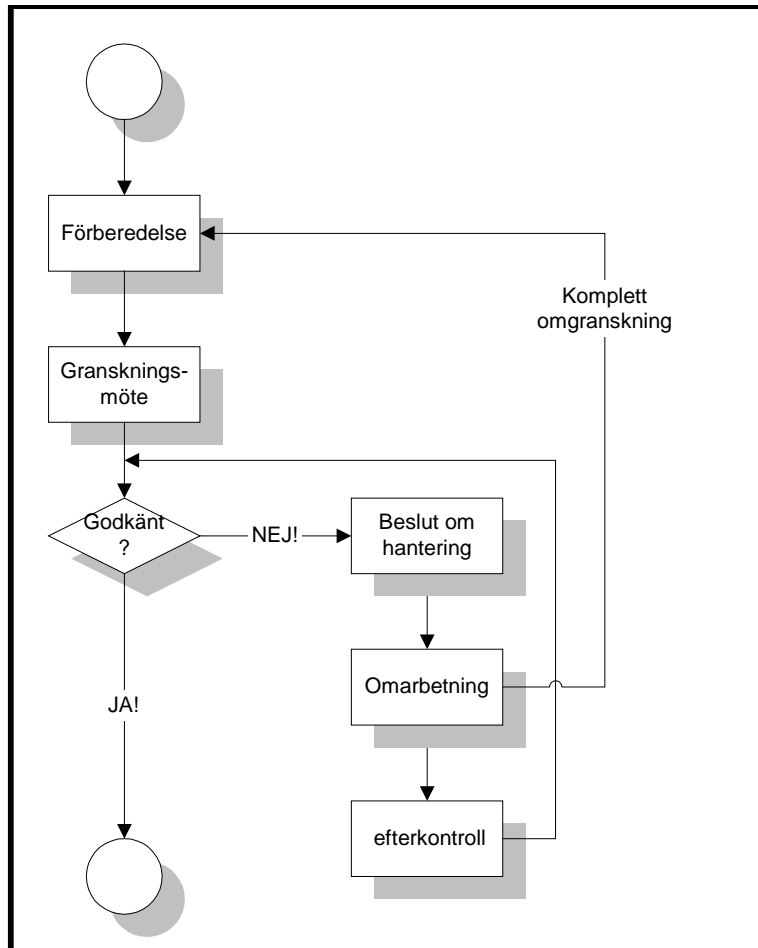 Förberedelse
Komplett
omgranskning
Gransknings-
möte
Godkänt
?
NEJ!
Beslut om
hantering
Omarbetning
JA!
efterkontroll